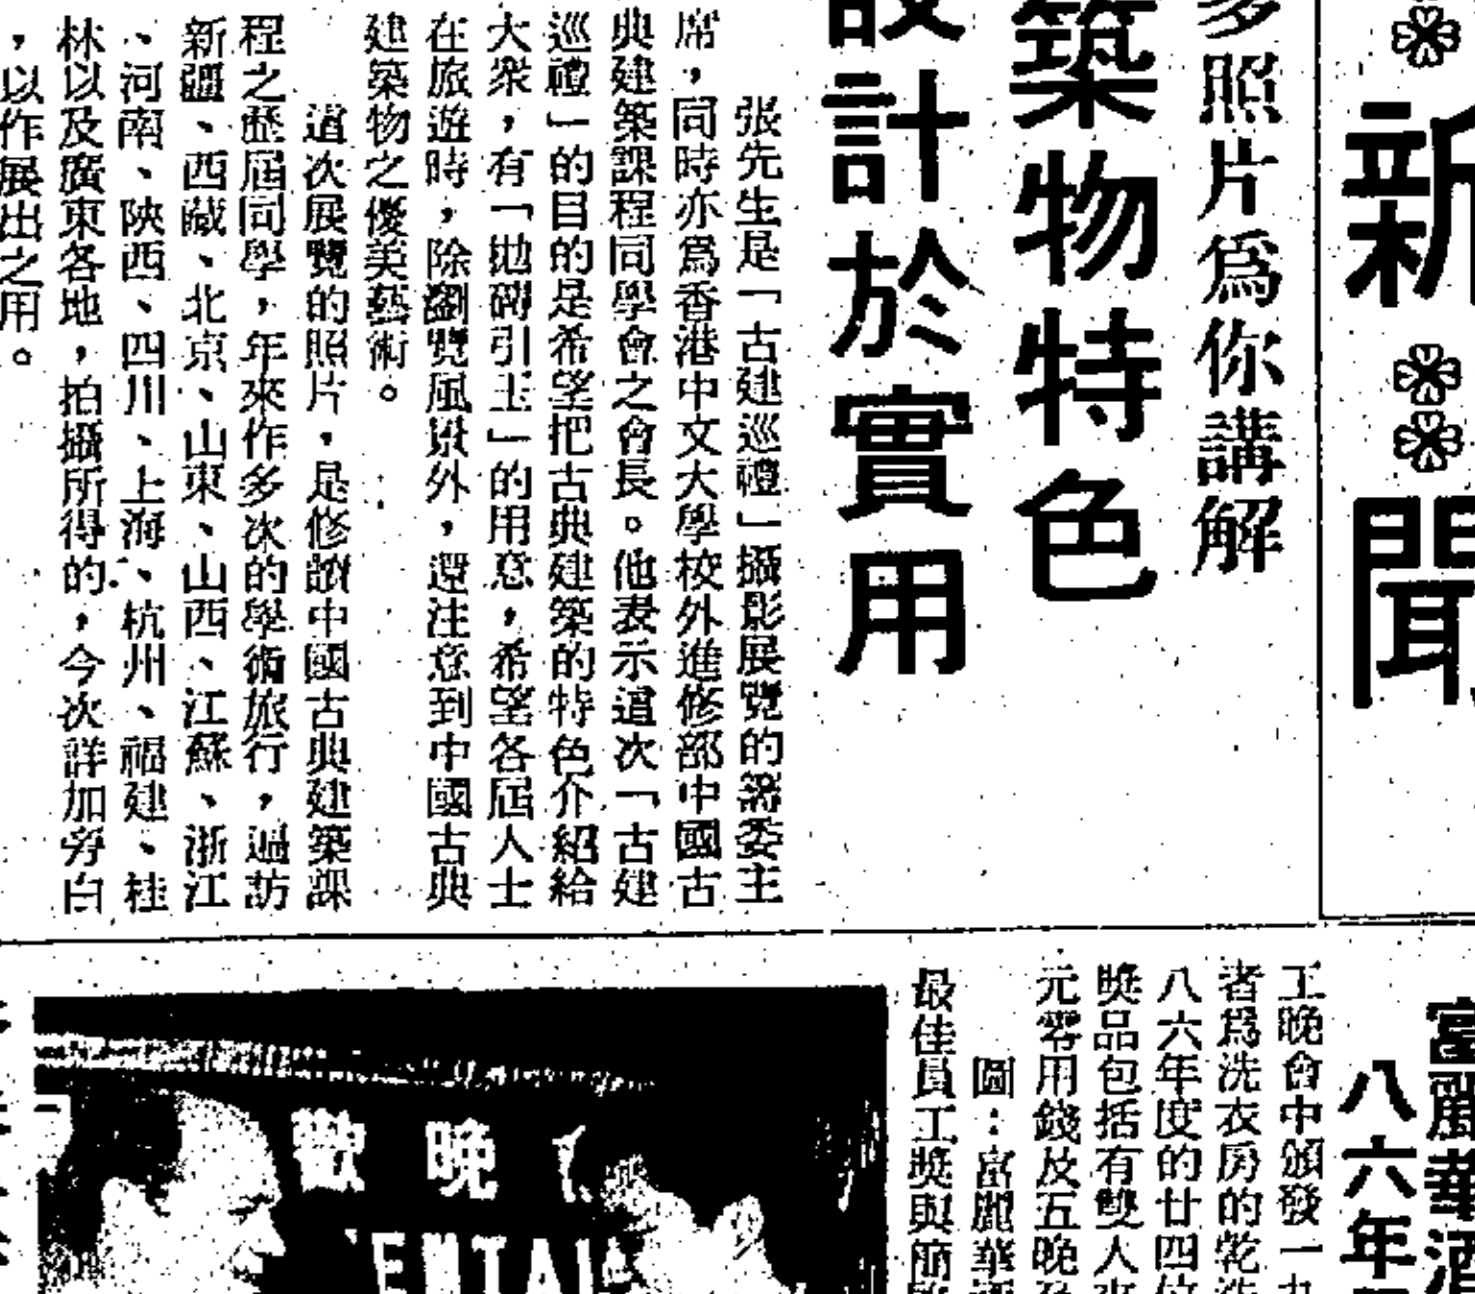 新聞
多照片為你講解
築物特色
設計於實用
張先生是「古建巡禮」攝影展覽的籌委主
席，同時亦為香港中文大學校外進修部中國古
典建築課程同學會之會長。他表示這次「古建
巡禮」的目的是希望把古典建築的特色介紹給
大衆，有「拋磚引玉」的用意，希望各屆人士
在旅遊時，除瀏覽風景外，還注意到中國古典
建築物之優美藝術。
這次展覽的照片，是修讀中國古典建築課
程之歷屆同學，年來作多次的學術旅行，過訪
新疆、西藏、北京、山東、山西、江蘇、浙江
、河南、陝西、四川、上海、杭州、福建、桂
林以及廣東各地，拍攝所得的，今次詳加旁白
，以作展出之用。
富麗華酒
八六年
工晚會中頒發一九
者為洗衣房的乾洗
八六年度的廿四位
獎品包括有雙人來
元零用錢及五晚
圖：富麗華酒
最佳員工獎與簡
歡 晚
ENTAL